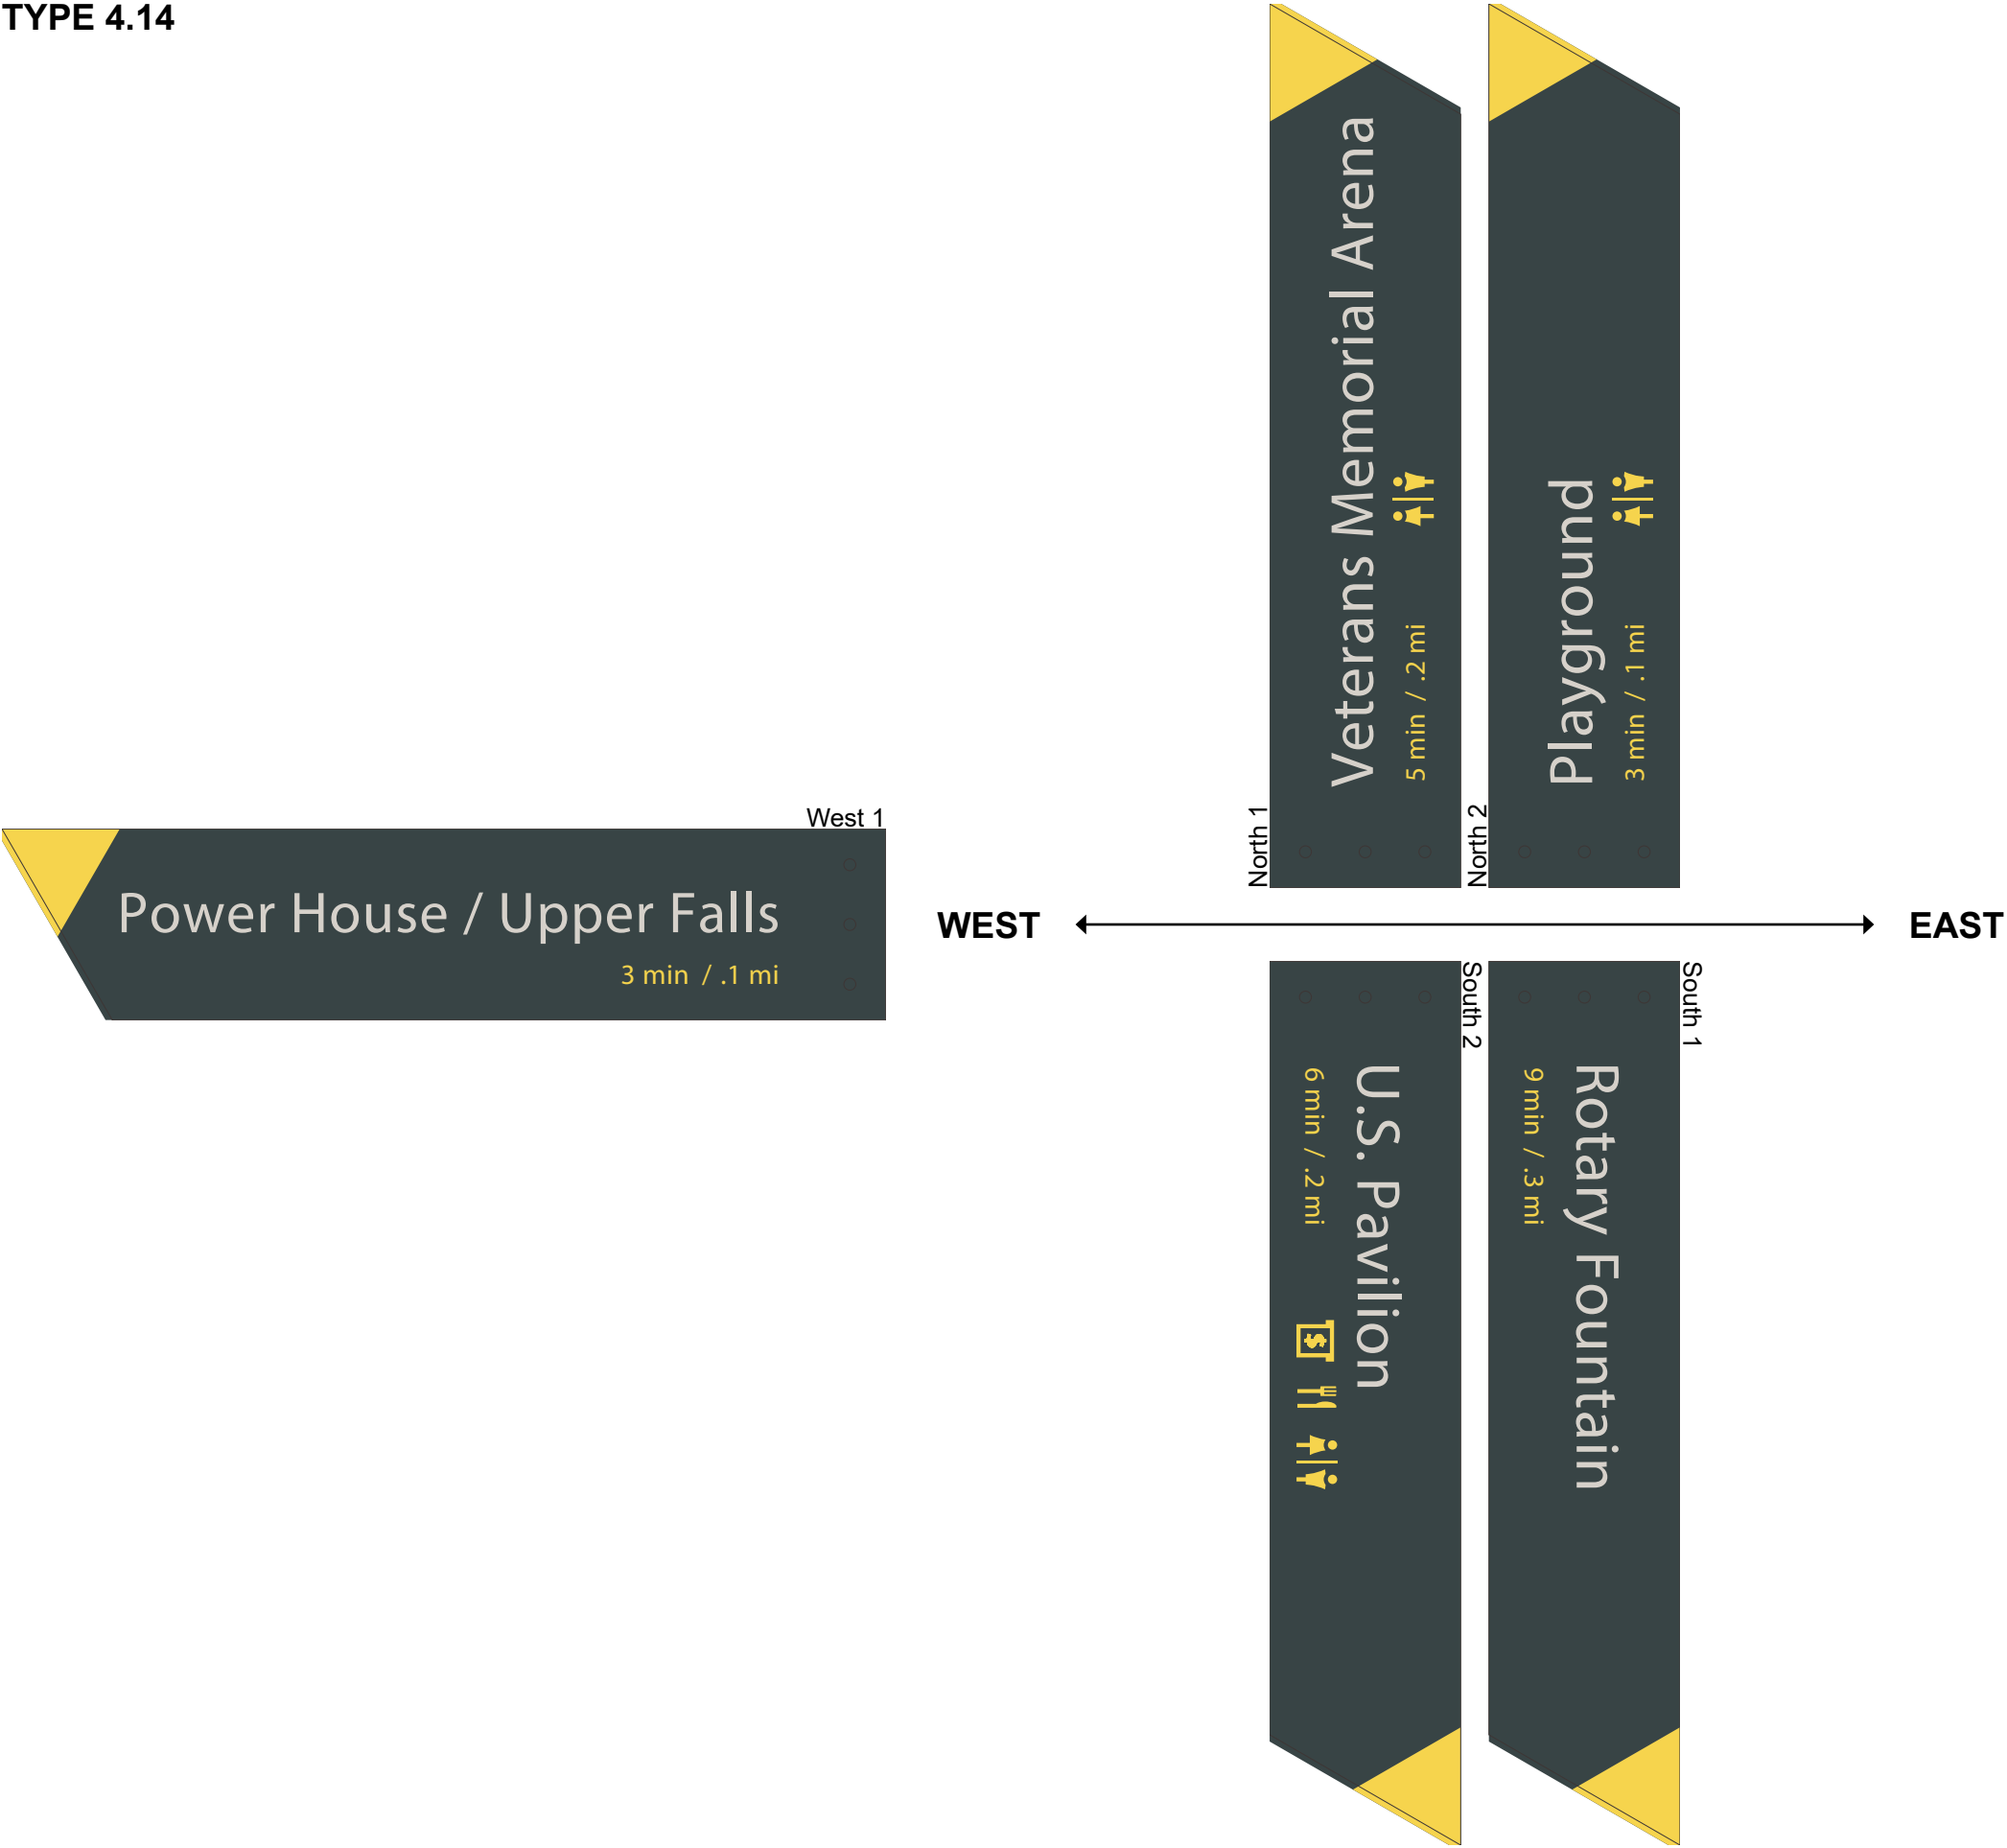 TYPE 4.14
North 1
Veterans Memorial Arena
5 min / .2 mi
North 2
Playground
3 min / .1 mi
West 1
Power House / Upper Falls
3 min / .1 mi
WEST
EAST
South 2
U.S. Pavilion
6 min / .2 mi
$
South 1
Rotary Fountain
9 min / .3 mi